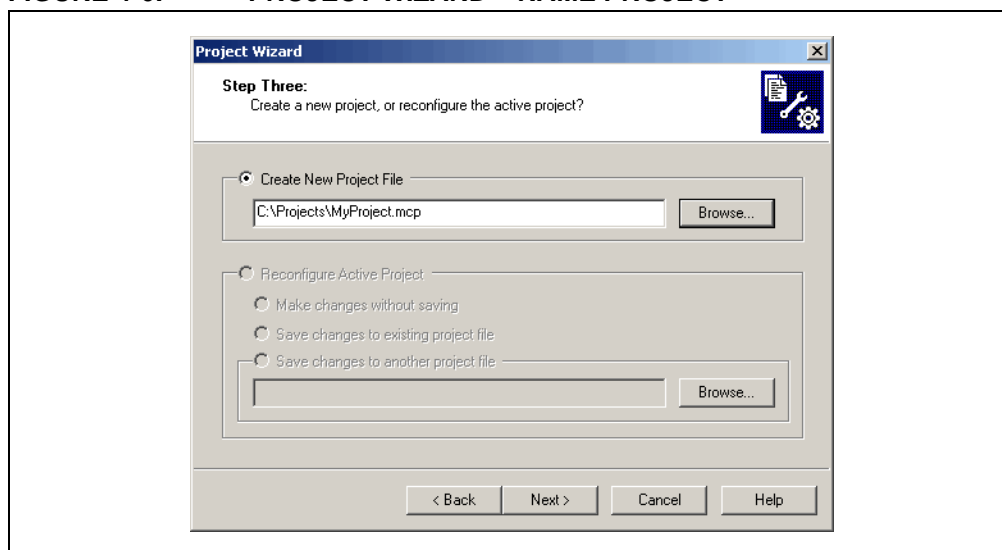 Project Wizard
Step Three:
Create a new project, or reconfigure the active project?
Create New Project File
C:\Projects\MyProject.mcp
Browse...
Reconfigure Active Project
Make changes without saving
Save changes to existing project file
Save changes to another project file
Browse...
< Back Next > Cancel Help